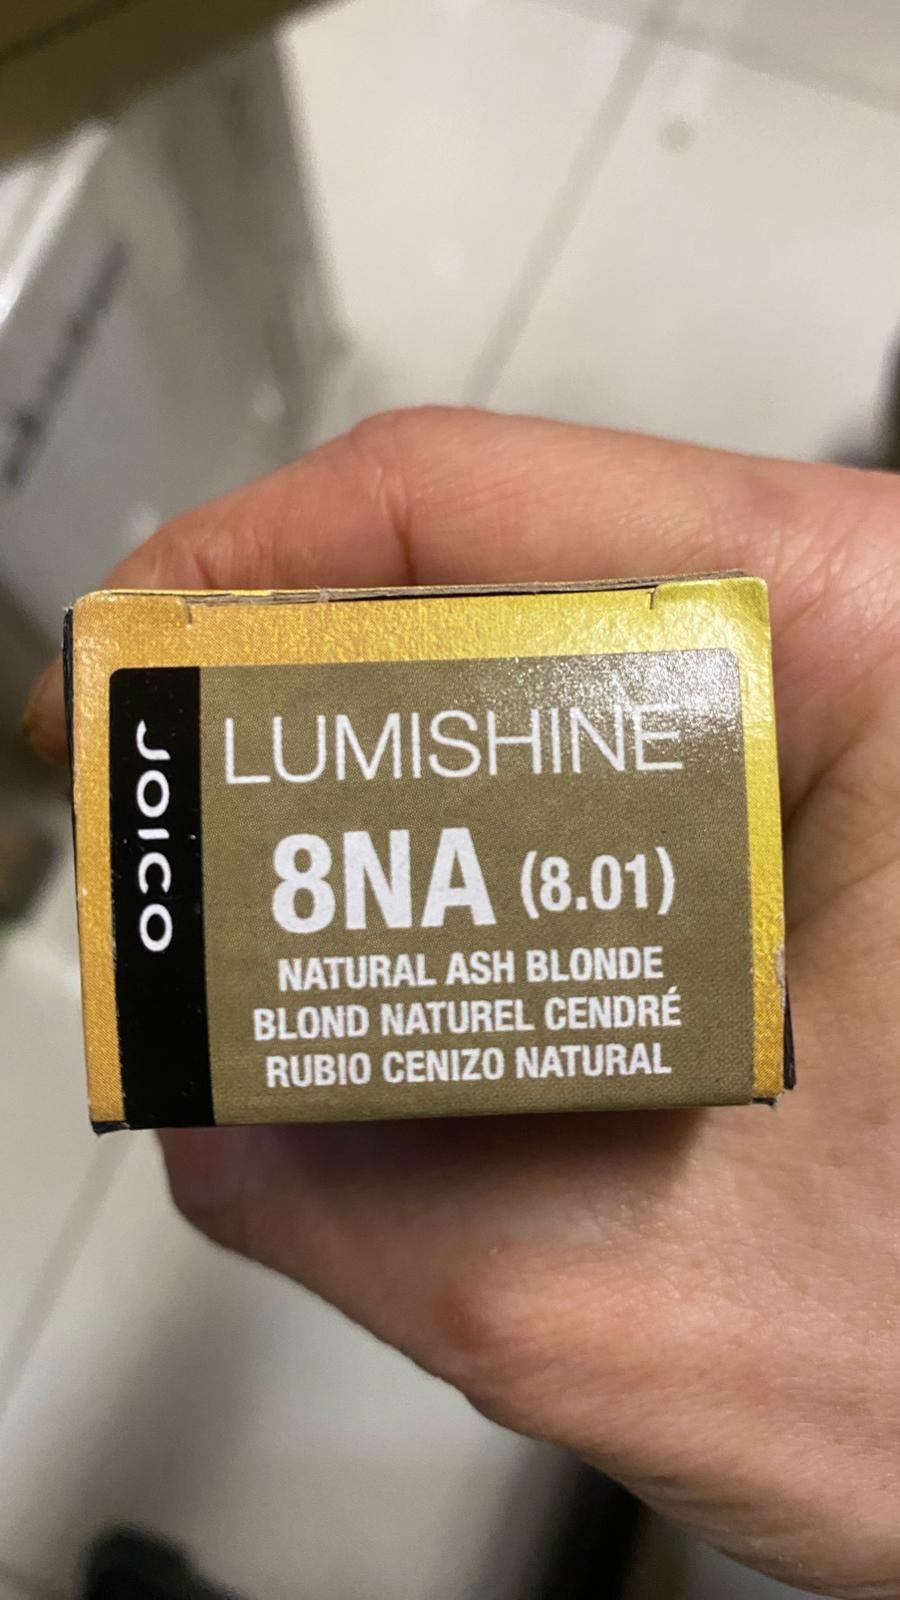 JOICO
LUMISHINE
8NA (8.01)
NATURAL ASH BLONDE
BLOND NATUREL CENDRÉ
RUBIO CENIZO NATURAL